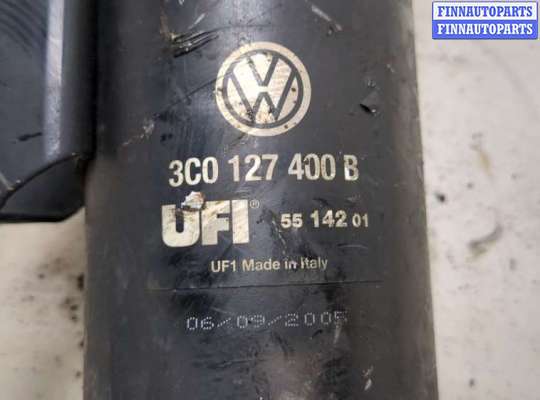 FINNAUTOPARTS
FINNAUTOPARTS
VW
3C0 127 400 B
UFI® 55 142 01
UF1 Made in Italy
06/09/2005